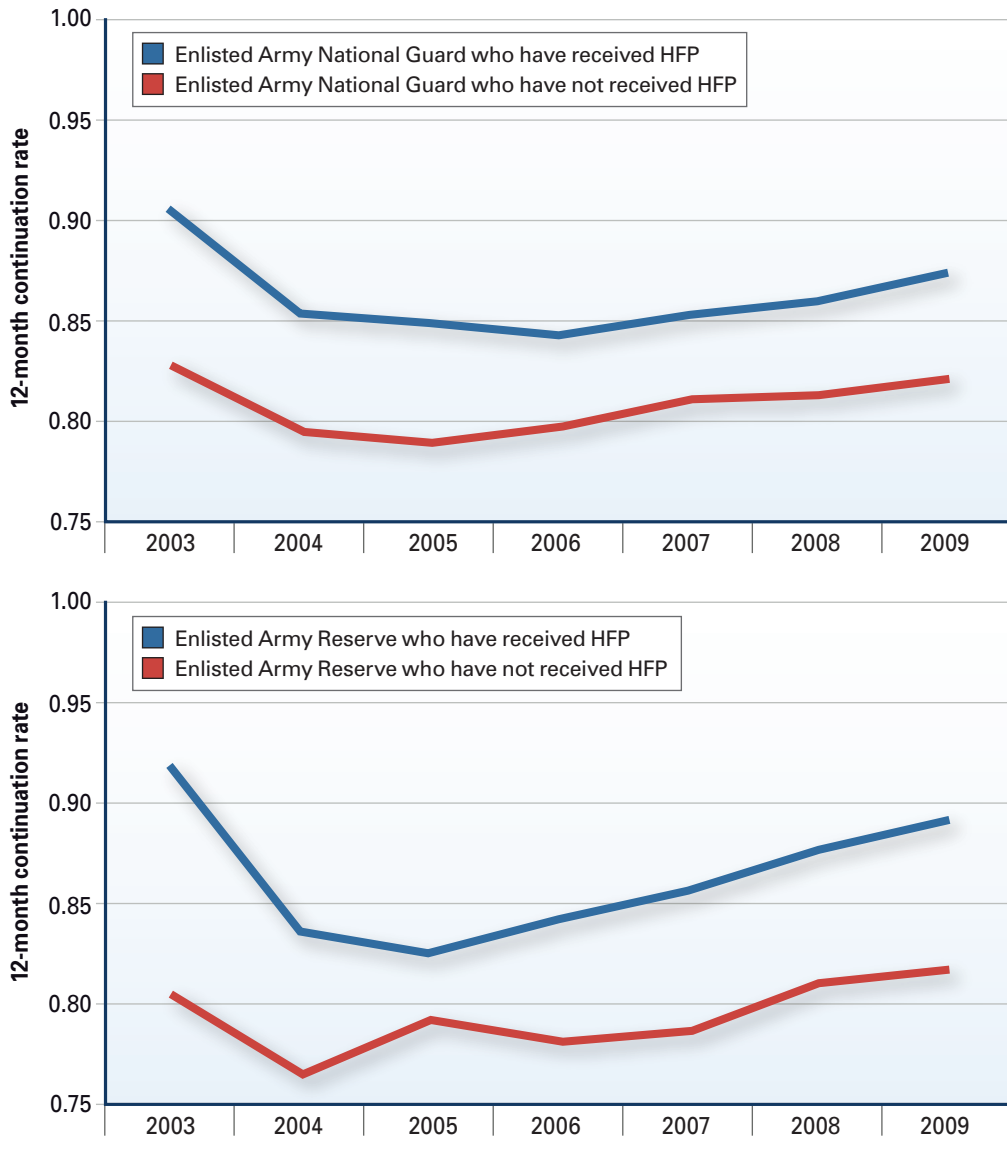 1.00
Enlisted Army National Guard who have received HFP
Enlisted Army National Guard who have not received HFP
0.95
0.90
0.85
0.80
0.75
12-month continuation rate
2003 2004 2005 2006 2007 2008 2009
1.00
Enlisted Army Reserve who have received HFP
Enlisted Army Reserve who have not received HFP
0.95
0.90
0.85
0.80
0.75
12-month continuation rate
2003 2004 2005 2006 2007 2008 2009